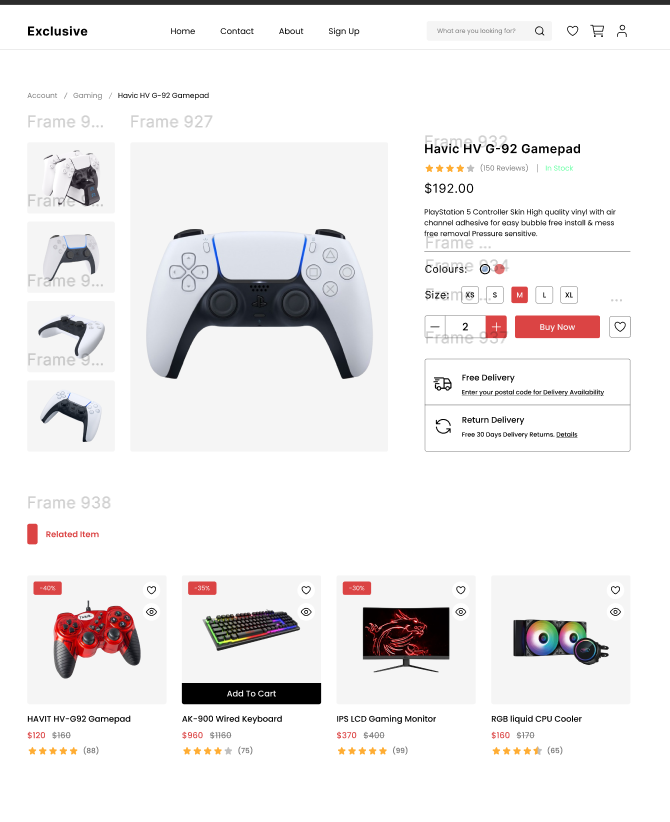 Exclusive
Home
Contact
About
Sign Up
What are you looking for?
Account / Gaming / Havic HV G-92 Gamepad
Frame 9...
Frame 927
Frame 932
Havic HV G-92 Gamepad
(150 Reviews) | In Stock
$192.00
PlayStation 5 Controller Skin High quality vinyl with air
channel adhesive for easy bubble free install & mess
free removal Pressure sensitive.
Frame ...
Frame 934
Colours:
Size: XS S M L XL
...
2
Buy Now
Frame 937
Frame 9...
Frame 9...
Frame 9...
Free Delivery
Enter your postal code for Delivery Availability
Return Delivery
Free 30 Days Delivery Returns. Details
Frame 938
Related Item
-40%
HAVIT HV-G92 Gamepad
$120 $160
(88)
-35%
Add To Cart
AK-900 Wired Keyboard
$960 $1160
(75)
-30%
IPS LCD Gaming Monitor
$370 $400
(99)
RGB liquid CPU Cooler
$160 $170
(65)